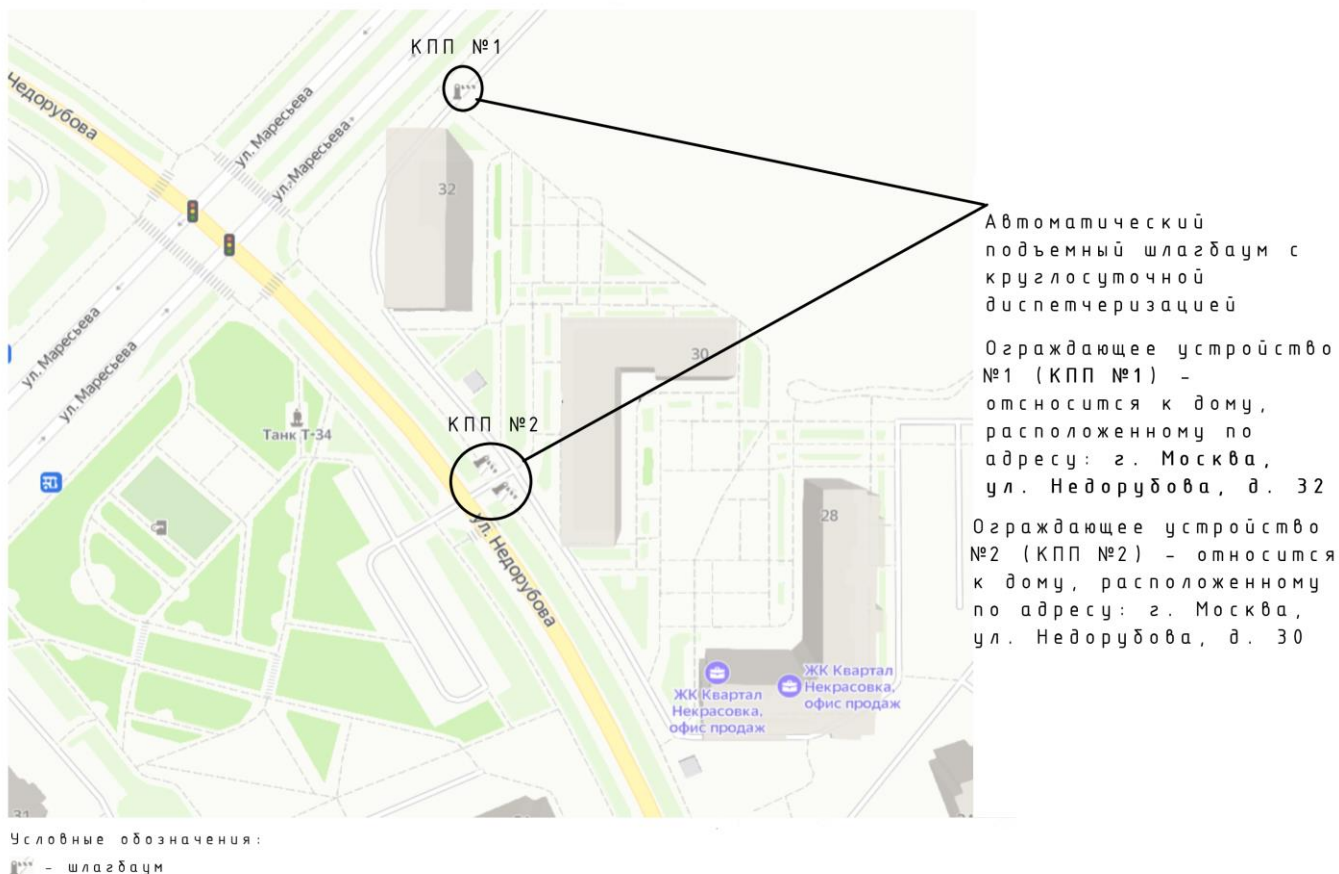 КПП №1
Недорубова
ул. Маресьева
ул. Маресьева
32
ул. Маресьева
ул. Маресьева
30
Танк Т-34
КПП №2
ул. Недорубова
28
ЖК Квартал
Некрасовка,
офис продаж
ЖК Квартал
Некрасовка,
офис продаж
31
Автоматический
подъемный шлагбаум с
круглосуточной
диспетчеризацией
Ограждающее устройство
№1 (КПП №1) -
отсносится к дому,
расположенному по
адресу: г. Москва,
ул. Недорубова, д. 32
Ограждающее устройство
№2 (КПП №2) - относится
к дому, расположенному
по адресу: г. Москва,
ул. Недорубова, д. 30
Условные обозначения:
- шлагбаум